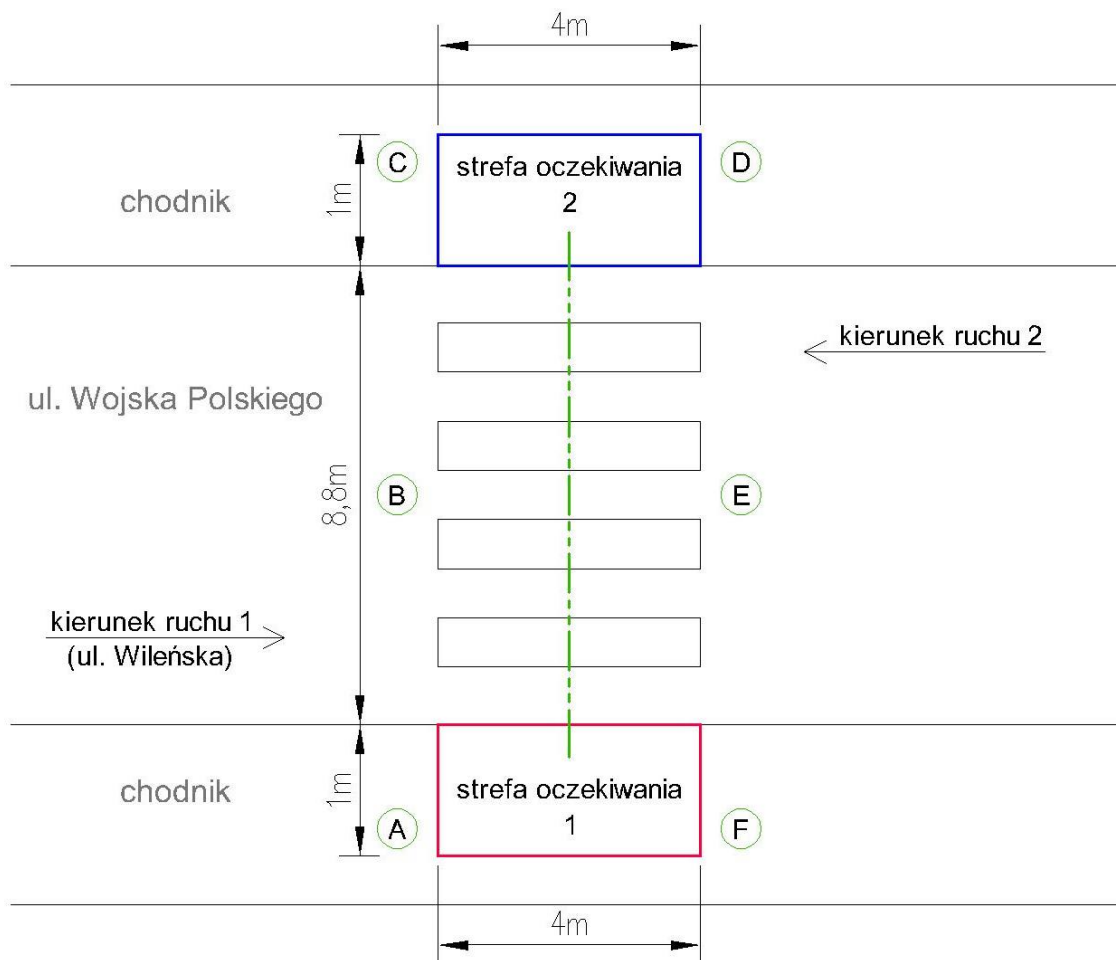 4m
C
strefa oczekiwania
2
D
1m
chodnik
kierunek ruchu 2
ul. Wojska Polskiego
8,8m
B
E
kierunek ruchu 1
(ul. Wileńska)
chodnik
1m
strefa oczekiwania
1
A
F
4m